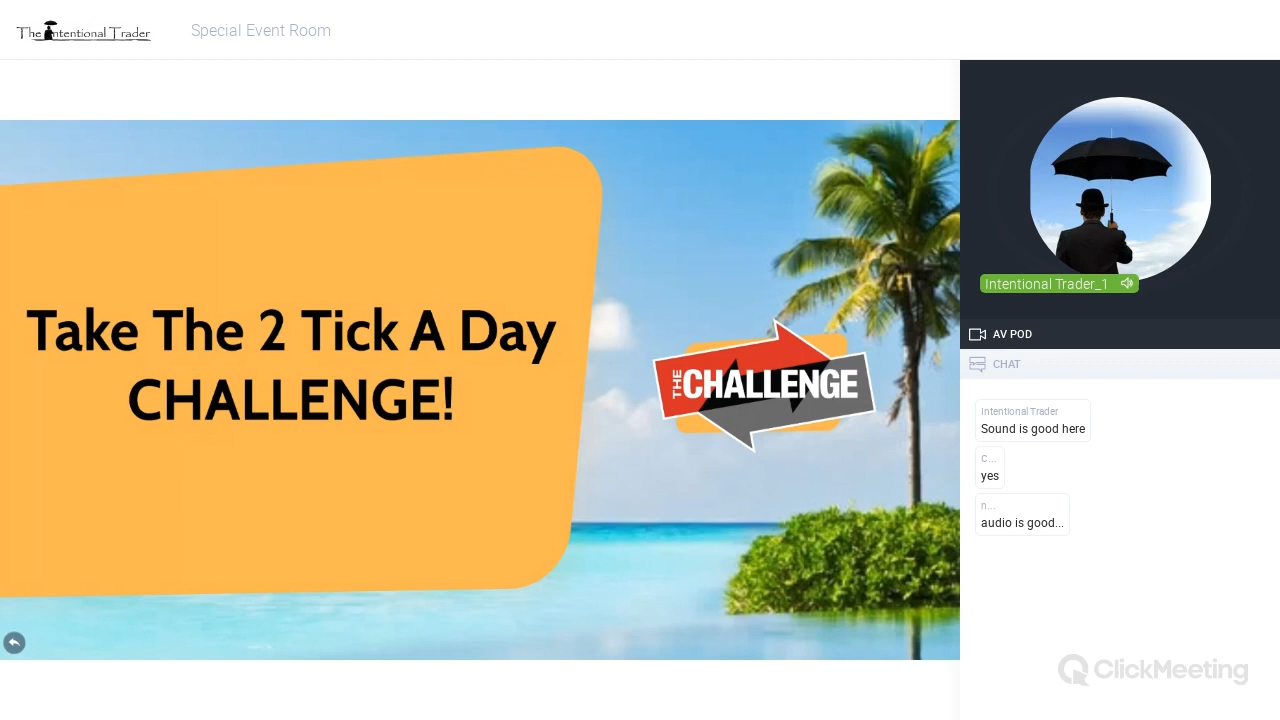 The Intentional Trader
Special Event Room
Take The 2 Tick A Day
CHALLENGE!
THE CHALLENGE
Intentional Trader_1
AV POD
CHAT
Intentional Trader
Sound is good here
c...
yes
n...
audio is good...
ClickMeeting